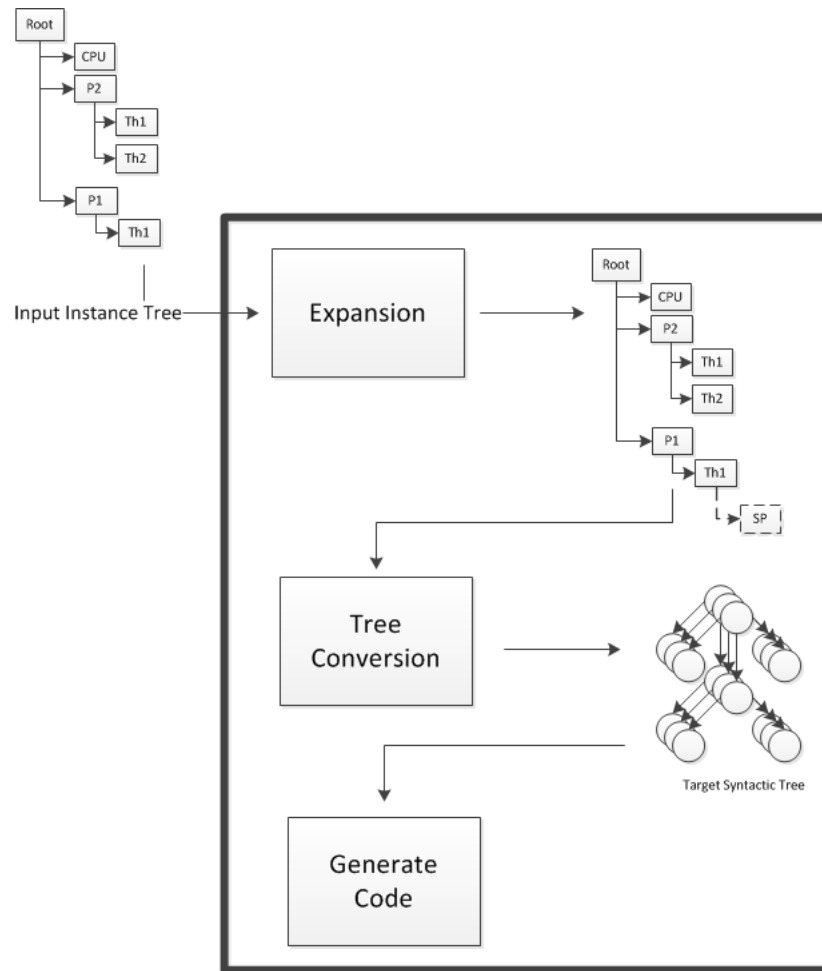 Root
CPU
P2
Th1
Th2
P1
Th1
Input Instance Tree
Expansion
Root
CPU
P2
Th1
Th2
P1
Th1
SP
Tree
Conversion
Target Syntactic Tree
Generate
Code